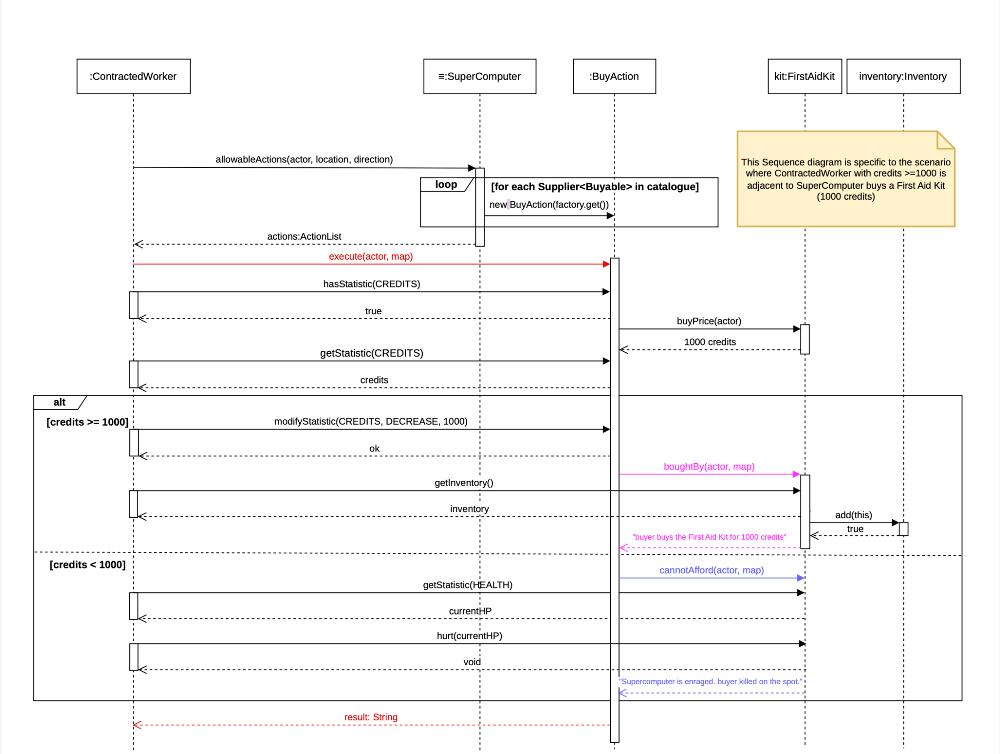 :ContractedWorker
≡:SuperComputer
:BuyAction
kit:FirstAidKit
inventory:Inventory
This Sequence diagram is specific to the scenario
where ContractedWorker with credits >=1000 is
adjacent to SuperComputer buys a First Aid Kit
(1000 credits)
allowableActions(actor, location, direction)
loop
[for each Supplier<Buyable> in catalogue]
new BuyAction(factory.get())
actions:ActionList
execute(actor, map)
hasStatistic(CREDITS)
true
buyPrice(actor)
1000 credits
getStatistic(CREDITS)
credits
alt
[credits >= 1000]
modifyStatistic(CREDITS, DECREASE, 1000)
ok
boughtBy(actor, map)
getInventory()
inventory
add(this)
true
"buyer buys the First Aid Kit for 1000 credits"
[credits < 1000]
cannotAfford(actor, map)
getStatistic(HEALTH)
currentHP
hurt(currentHP)
void
"Supercomputer is enraged. buyer killed on the spot."
result: String